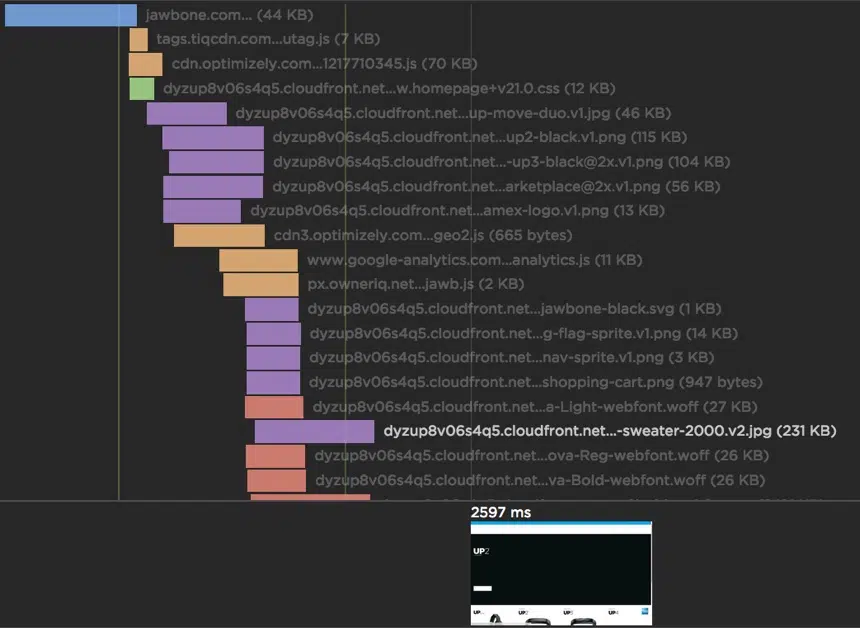 jawbone.com... (44 KB)
tags.tiqcdn.com...utag.js (7 KB)
cdn.optimizely.com...1217710345.js (70 KB)
dyzup8v06s4q5.cloudfront.net...w.homepage+v21.0.css (12 KB)
dyzup8v06s4q5.cloudfront.net...up-move-duo.v1.jpg (46 KB)
dyzup8v06s4q5.cloudfront.net...up2-black.v1.png (115 KB)
dyzup8v06s4q5.cloudfront.net...-up3-black@2x.v1.png (104 KB)
dyzup8v06s4q5.cloudfront.net...arketplace@2x.v1.png (56 KB)
dyzup8v06s4q5.cloudfront.net...amex-logo.v1.png (13 KB)
cdn3.optimizely.com...geo2.js (665 bytes)
www.google-analytics.com...analytics.js (11 KB)
px.owneriq.net...jawb.js (2 KB)
dyzup8v06s4q5.cloudfront.net...jawbone-black.svg (1 KB)
dyzup8v06s4q5.cloudfront.net...g-flag-sprite.v1.png (14 KB)
dyzup8v06s4q5.cloudfront.net...nav-sprite.v1.png (3 KB)
dyzup8v06s4q5.cloudfront.net...shopping-cart.png (947 bytes)
dyzup8v06s4q5.cloudfront.net...a-Light-webfont.woff (27 KB)
dyzup8v06s4q5.cloudfront.net...-sweater-2000.v2.jpg (231 KB)
dyzup8v06s4q5.cloudfront.net...ova-Reg-webfont.woff (26 KB)
dyzup8v06s4q5.cloudfront.net...va-Bold-webfont.woff (26 KB)
2597 ms
UP2